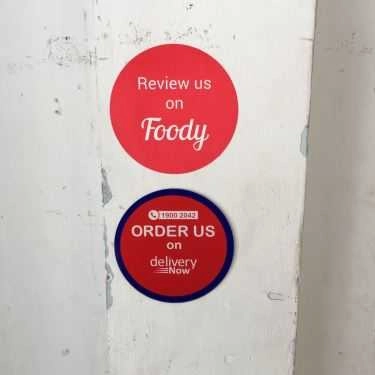 Review us
on
Foody
1900 2042
ORDER US
on
delivery
Now